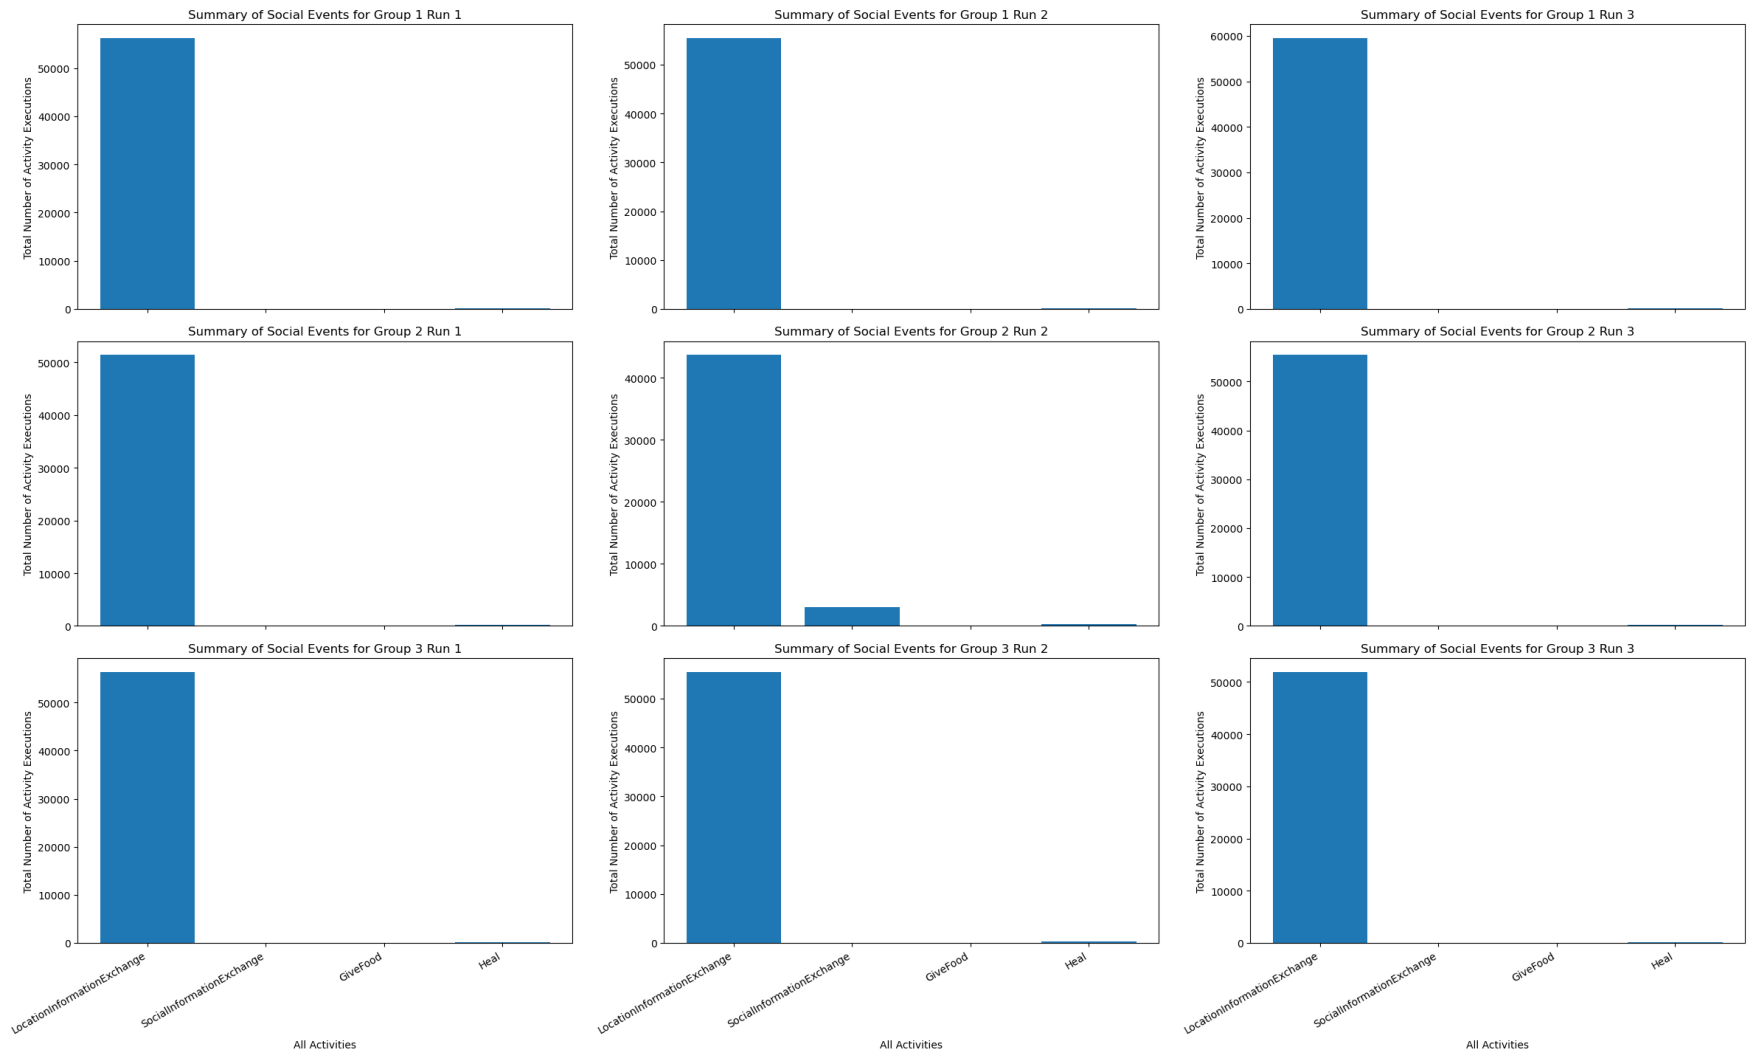 Summary of Social Events for Group 1 Run 1
Total Number of Activity Executions
50000
40000
30000
20000
10000
0
Summary of Social Events for Group 1 Run 2
Total Number of Activity Executions
50000
40000
30000
20000
10000
0
Summary of Social Events for Group 1 Run 3
Total Number of Activity Executions
60000
50000
40000
30000
20000
10000
0
Summary of Social Events for Group 2 Run 1
Total Number of Activity Executions
50000
40000
30000
20000
10000
0
Summary of Social Events for Group 2 Run 2
Total Number of Activity Executions
40000
30000
20000
10000
0
Summary of Social Events for Group 2 Run 3
Total Number of Activity Executions
50000
40000
30000
20000
10000
0
Summary of Social Events for Group 3 Run 1
Total Number of Activity Executions
50000
40000
30000
20000
10000
0
LocationInformationExchange
SocialInformationExchange
GiveFood
Heal
All Activities
Summary of Social Events for Group 3 Run 2
Total Number of Activity Executions
50000
40000
30000
20000
10000
0
LocationInformationExchange
SocialInformationExchange
GiveFood
Heal
All Activities
Summary of Social Events for Group 3 Run 3
Total Number of Activity Executions
50000
40000
30000
20000
10000
0
LocationInformationExchange
SocialInformationExchange
GiveFood
Heal
All Activities